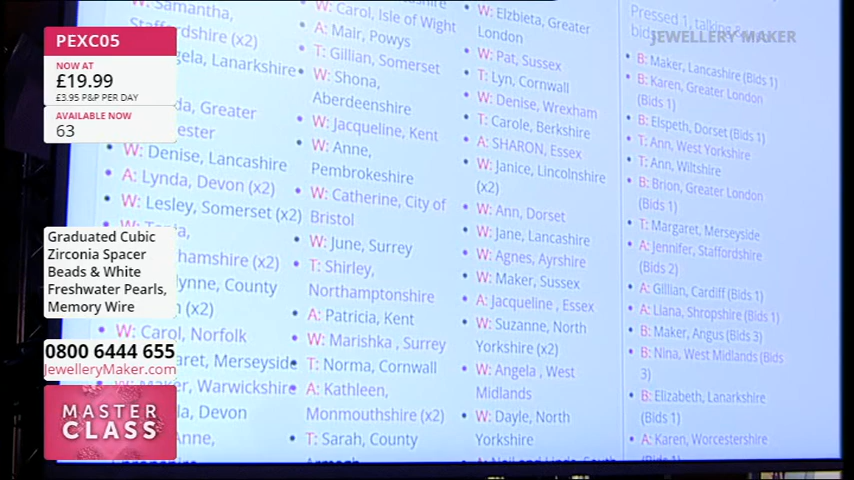 PEXC05
NOW AT
£19.99
£3.95 P&P PER DAY
AVAILABLE NOW
63
Graduated Cubic
Zirconia Spacer
Beads & White
Freshwater Pearls,
Memory Wire
0800 6444 655
JewelleryMaker.com
MASTER
CLASS
JEWELLERY MAKER
W: Samantha,
Staffordshire (x2)
Lanarkshire
Greater
W: Denise, Lancashire
A: Lynda, Devon (x2)
W: Lesley, Somerset (x2)
(x2)
County
(x2)
W: Carol, Norfolk
Merseyside
W: Maker, Warwickshire
Devon
W: Carol, Isle of Wight
A: Mair, Powys
T: Gillian, Somerset
W: Shona,
Aberdeenshire
W: Jacqueline, Kent
W: Anne,
Pembrokeshire
W: Catherine, City of
Bristol
W: June, Surrey
T: Shirley,
Northamptonshire
A: Patricia, Kent
W: Marishka , Surrey
T: Norma, Cornwall
A: Kathleen,
Monmouthshire (x2)
T: Sarah, County
Armagh
W: Elzbieta, Greater
London
W: Pat, Sussex
T: Lyn, Cornwall
W: Denise, Wrexham
T: Carole, Berkshire
A: SHARON, Essex
W: Janice, Lincolnshire
(x2)
W: Ann, Dorset
W: Jane, Lancashire
W: Agnes, Ayrshire
W: Maker, Sussex
A: Jacqueline , Essex
W: Suzanne, North
Yorkshire (x2)
W: Angela , West
Midlands
W: Dayle, North
Yorkshire
A: Neil and Linda, South
Pressed 1, talking &
B: Maker, Lancashire (Bids 1)
B: Karen, Greater London
(Bids 1)
B: Elspeth, Dorset (Bids 1)
T: Ann, West Yorkshire
T: Ann, Wiltshire
B: Brion, Greater London
(Bids 1)
T: Margaret, Merseyside
A: Jennifer, Staffordshire
(Bids 2)
A: Gillian, Cardiff (Bids 1)
A: Liana, Shropshire (Bids 1)
B: Maker, Angus (Bids 3)
B: Nina, West Midlands (Bids
3)
B: Elizabeth, Lanarkshire
(Bids 1)
A: Karen, Worcestershire
(Bids 1)